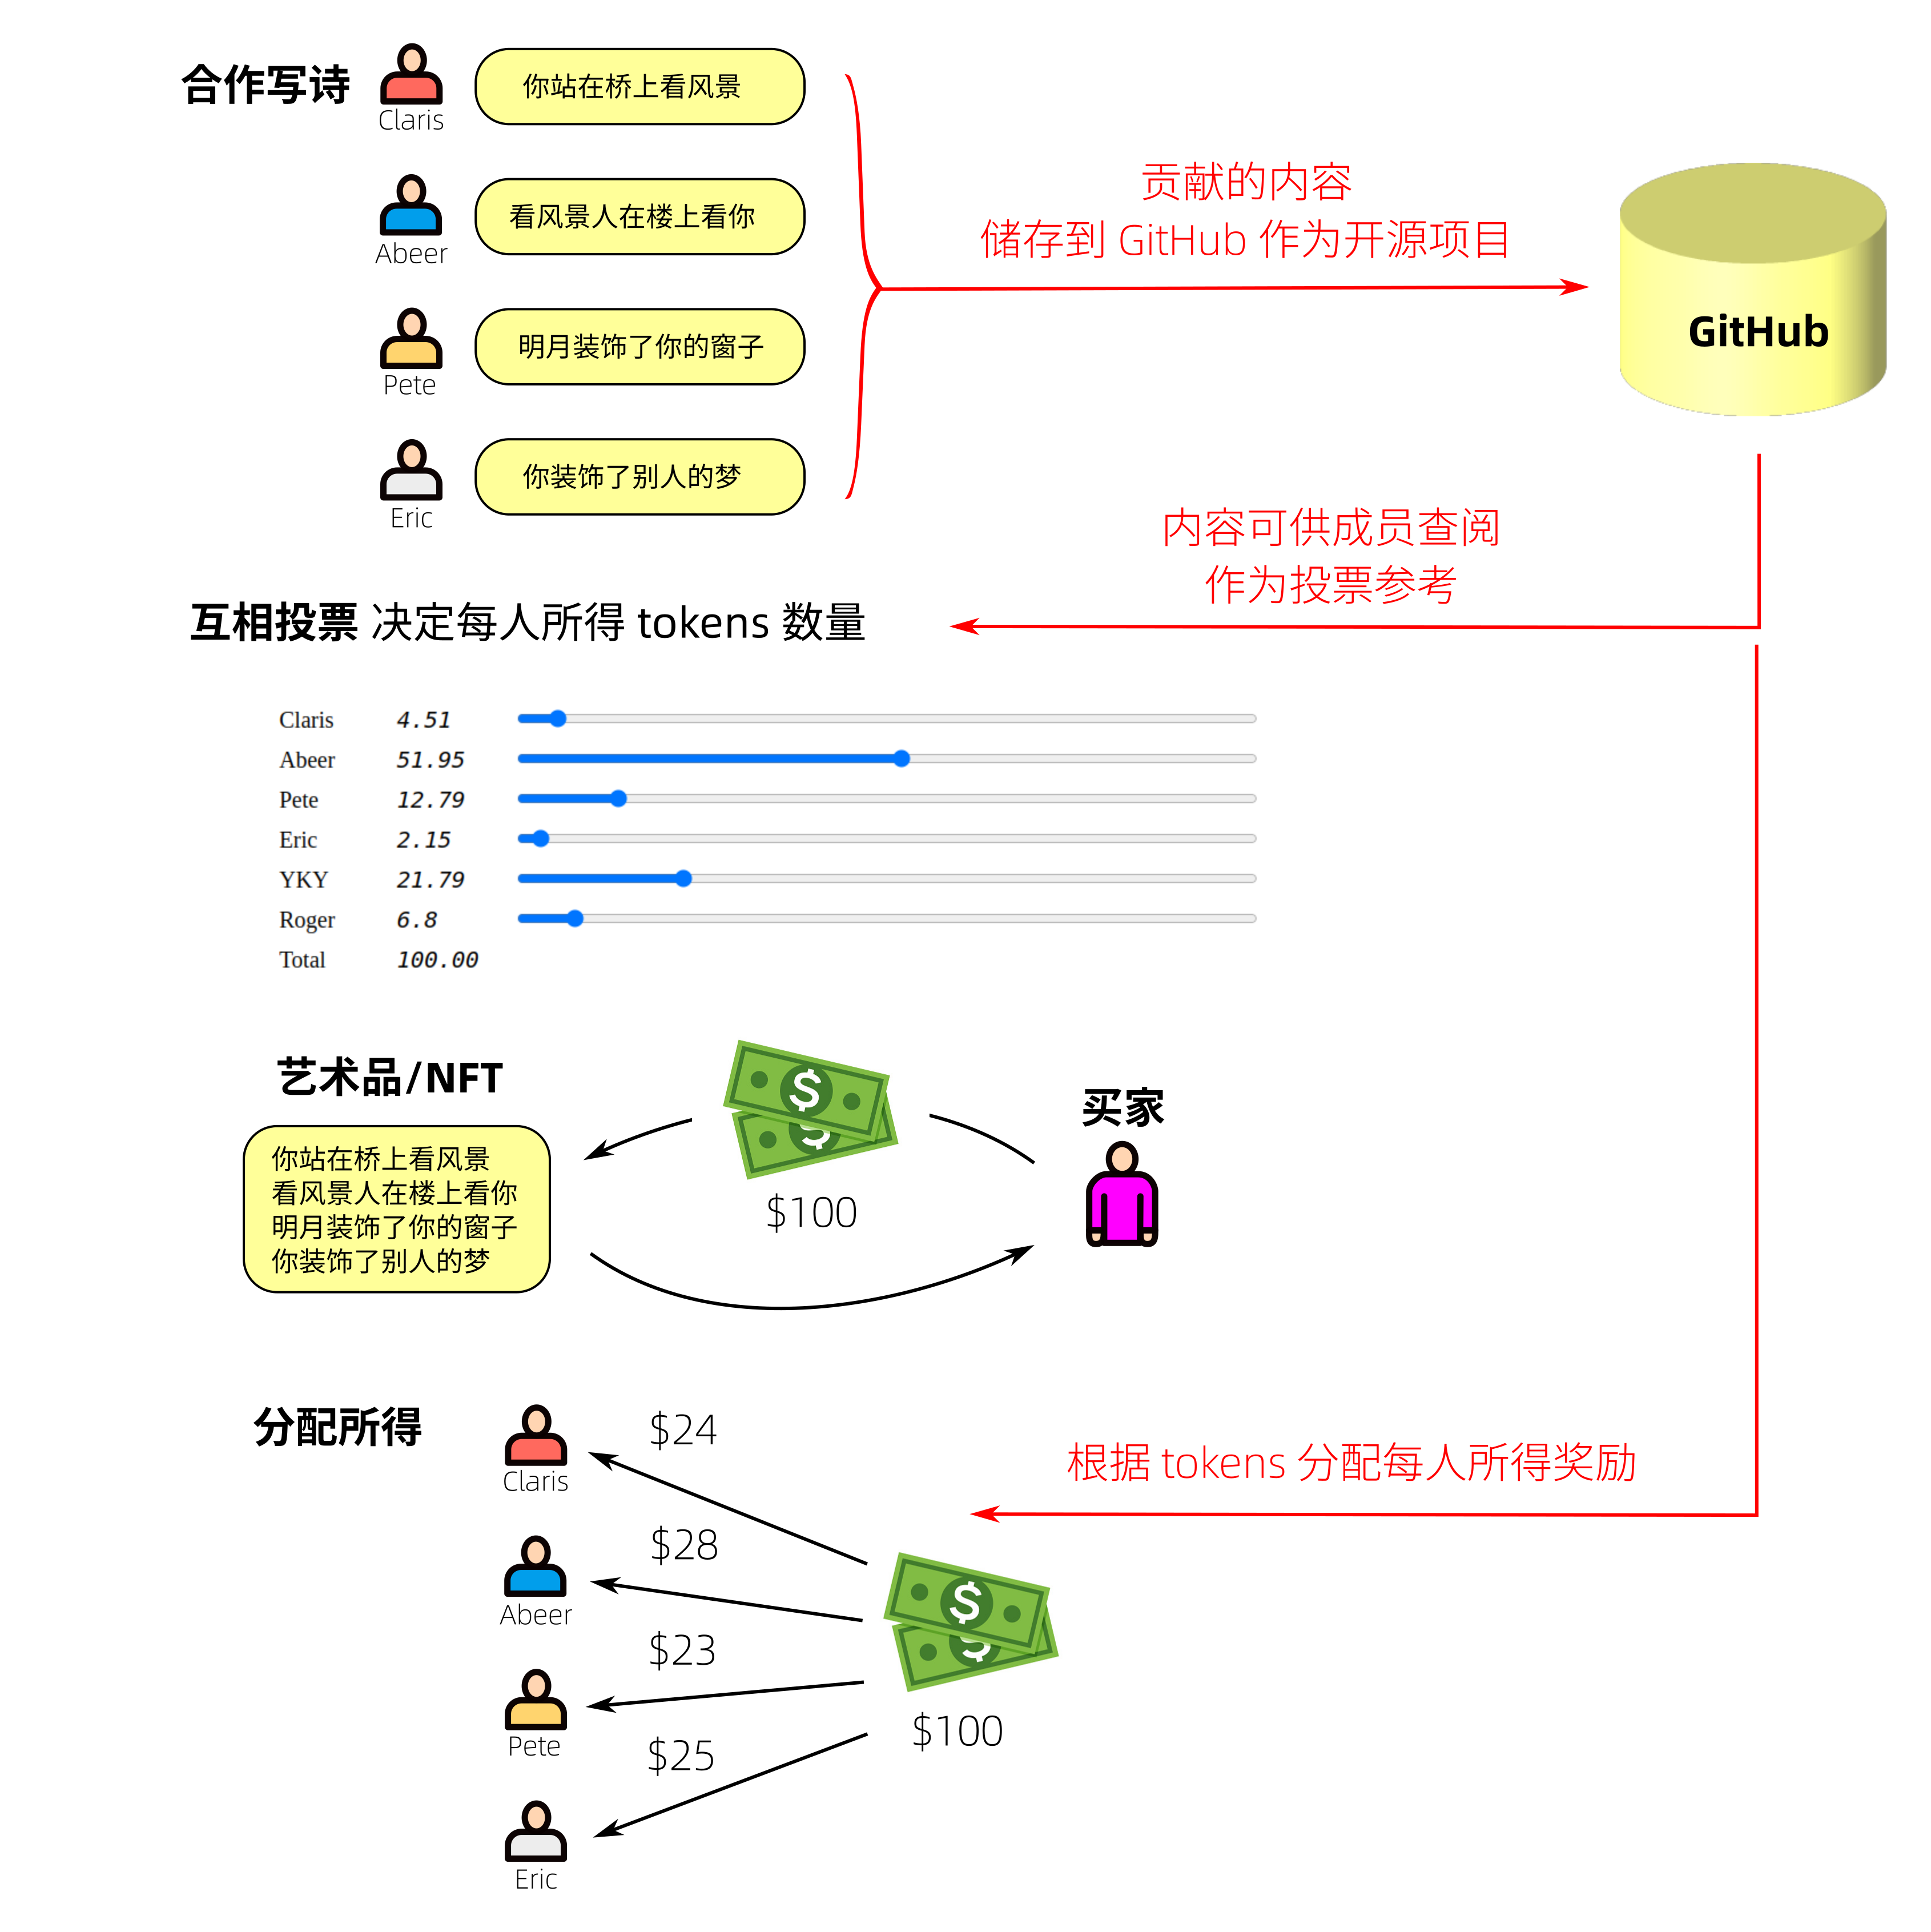 合作写诗
Claris
你站在桥上看风景
Abeer
看风景人在楼上看你
Pete
明月装饰了你的窗子
Eric
你装饰了别人的梦
贡献的内容
储存到 GitHub 作为开源项目
GitHub
内容可供成员查阅
作为投票参考
互相投票 决定每人所得 tokens 数量
Claris 4.51
Abeer 51.95
Pete 12.79
Eric 2.15
YKY 21.79
Roger 6.8
Total 100.00
艺术品/NFT
你站在桥上看风景
看风景人在楼上看你
明月装饰了你的窗子
你装饰了别人的梦
$100
买家
分配所得
Claris
$24
Abeer
$28
Pete
$23
Eric
$25
$100
根据 tokens 分配每人所得奖励